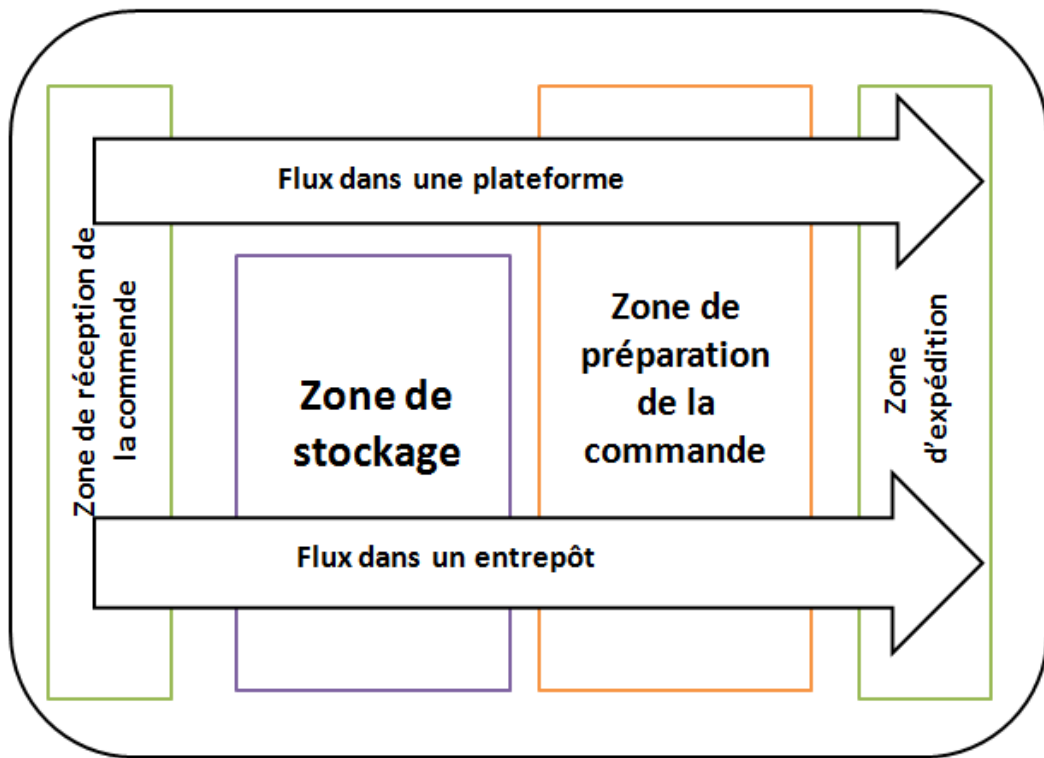 Flux dans une plateforme
Zone de réception de
la commende
Zone de
stockage
Zone de
préparation
de la
commande
Zone
d'expédition
Flux dans un entrepôt